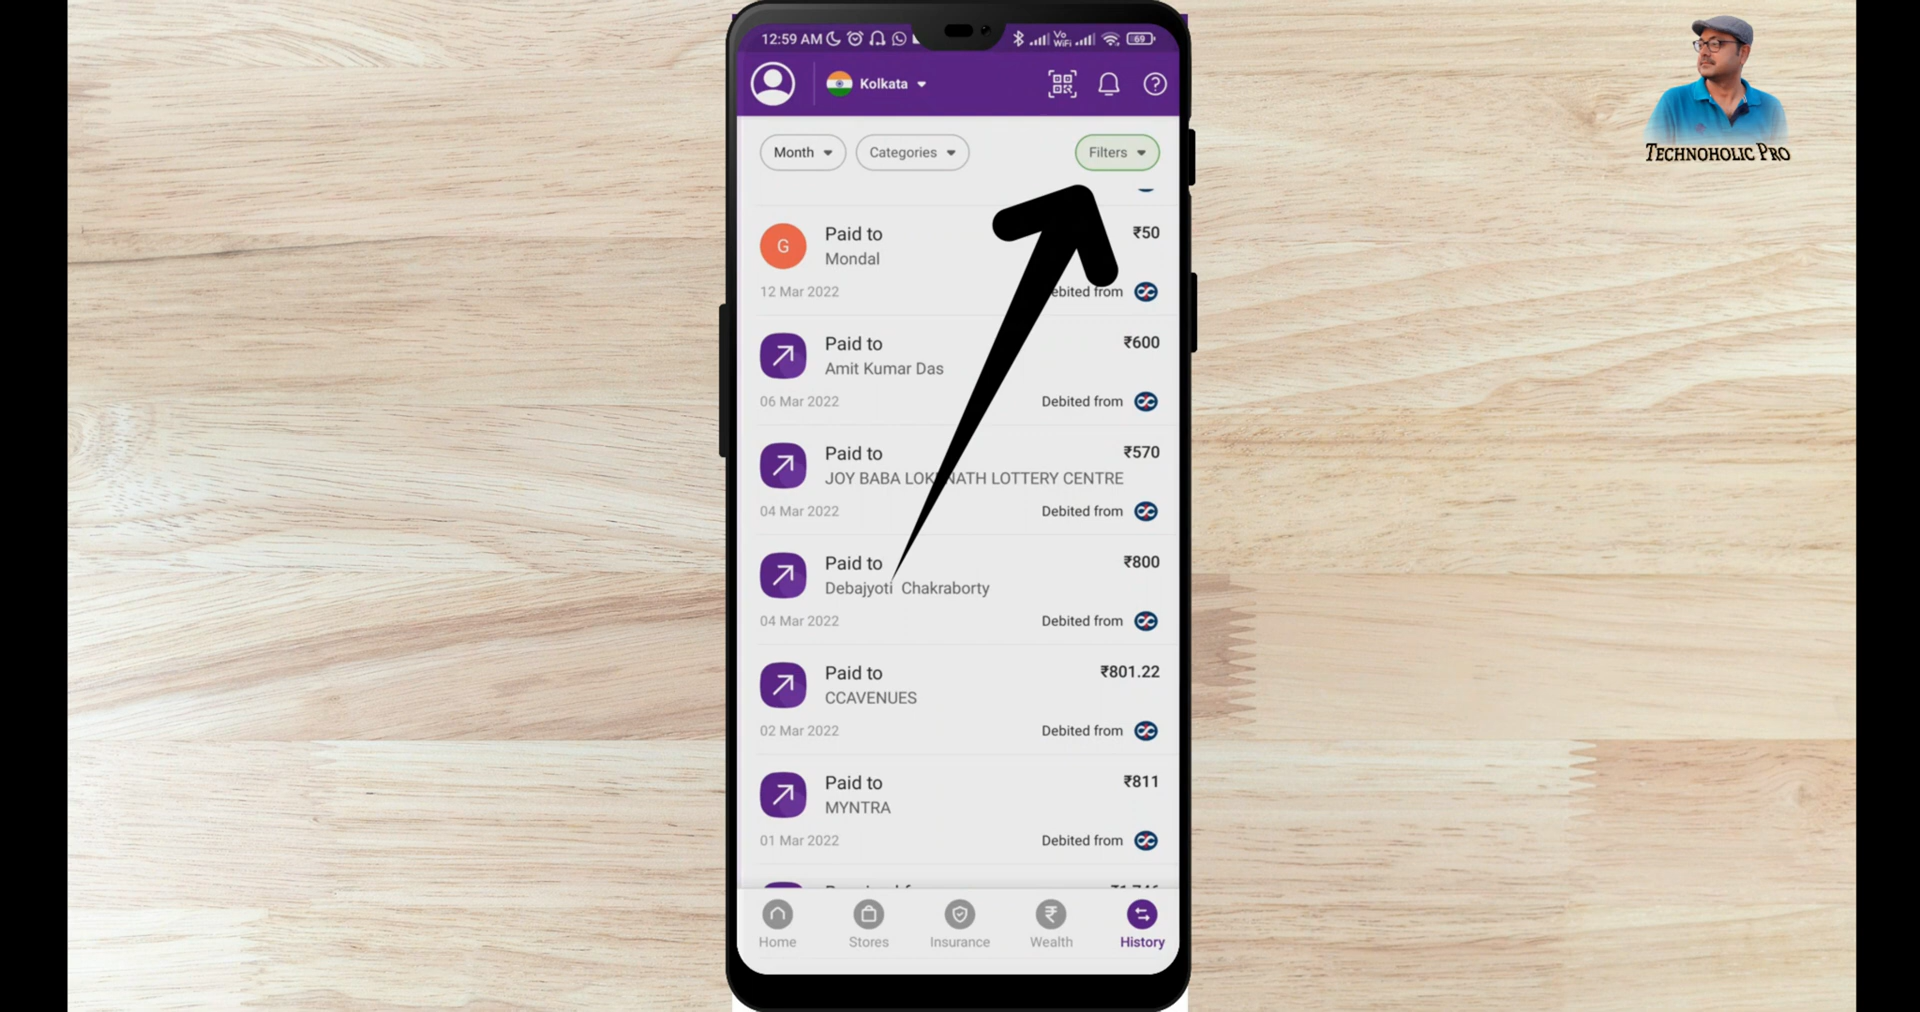 12:59 AM
Vo
WiFi
69
Kolkata
Month
Categories
Filters
G
Paid to
₹50
Mondal
12 Mar 2022
ebited from
Paid to
₹600
Amit Kumar Das
06 Mar 2022
Debited from
Paid to
₹570
JOY BABA LOK NATH LOTTERY CENTRE
04 Mar 2022
Debited from
Paid to
₹800
Debajyoti Chakraborty
04 Mar 2022
Debited from
Paid to
₹801.22
CCAVENUES
02 Mar 2022
Debited from
Paid to
₹811
MYNTRA
01 Mar 2022
Debited from
Home
Stores
Insurance
Wealth
History
TECHNOHOLIC PRO